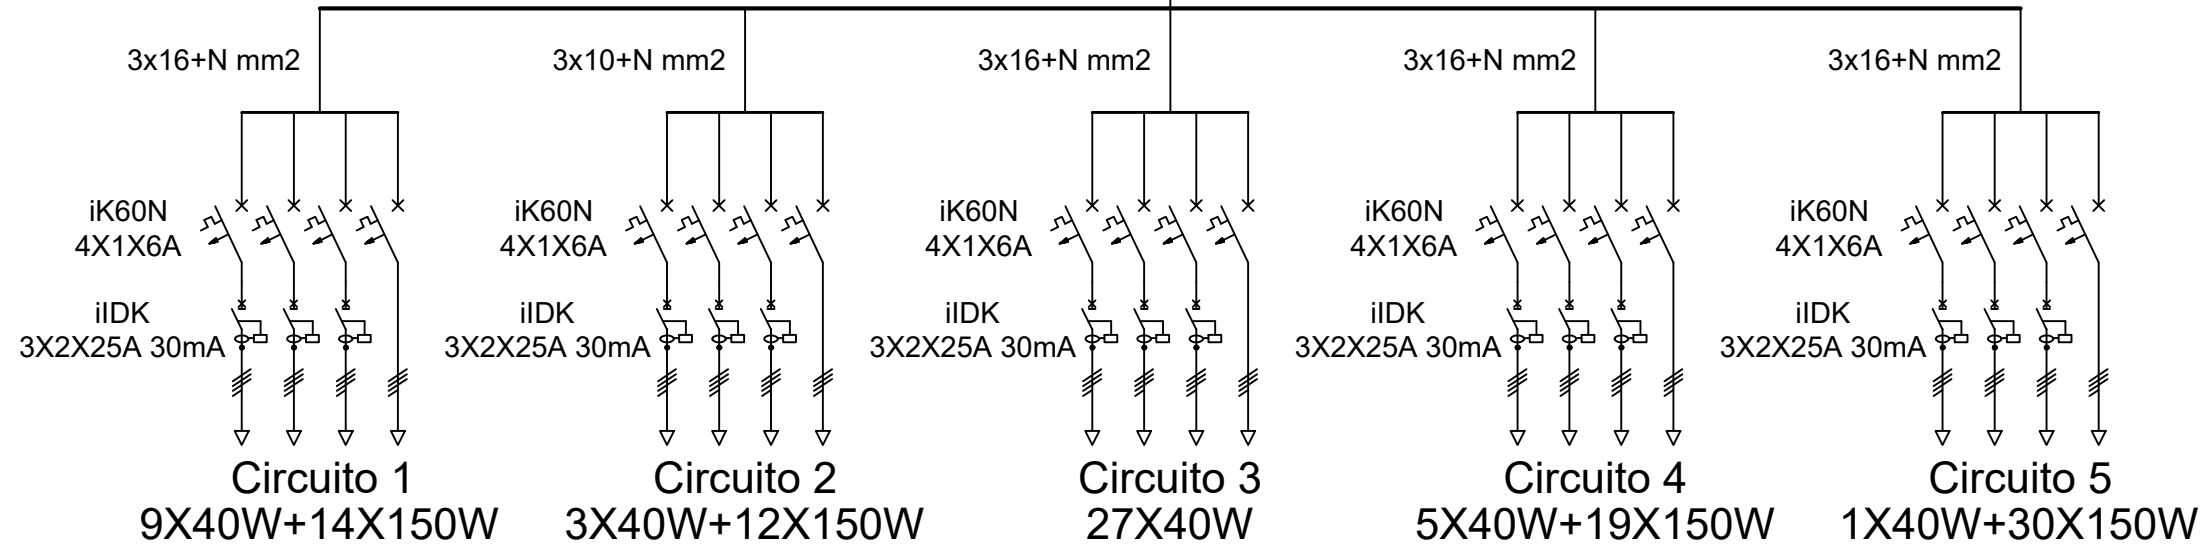 3x16+N mm2
3x10+N mm2
3x16+N mm2
3x16+N mm2
3x16+N mm2
iK60N
4X1X6A
iK60N
4X1X6A
iK60N
4X1X6A
iK60N
4X1X6A
iK60N
4X1X6A
iIDK
3X2X25A 30mA
iIDK
3X2X25A 30mA
iIDK
3X2X25A 30mA
iIDK
3X2X25A 30mA
iIDK
3X2X25A 30mA
Circuito 1
9X40W+14X150W
Circuito 2
3X40W+12X150W
Circuito 3
27X40W
Circuito 4
5X40W+19X150W
Circuito 5
1X40W+30X150W